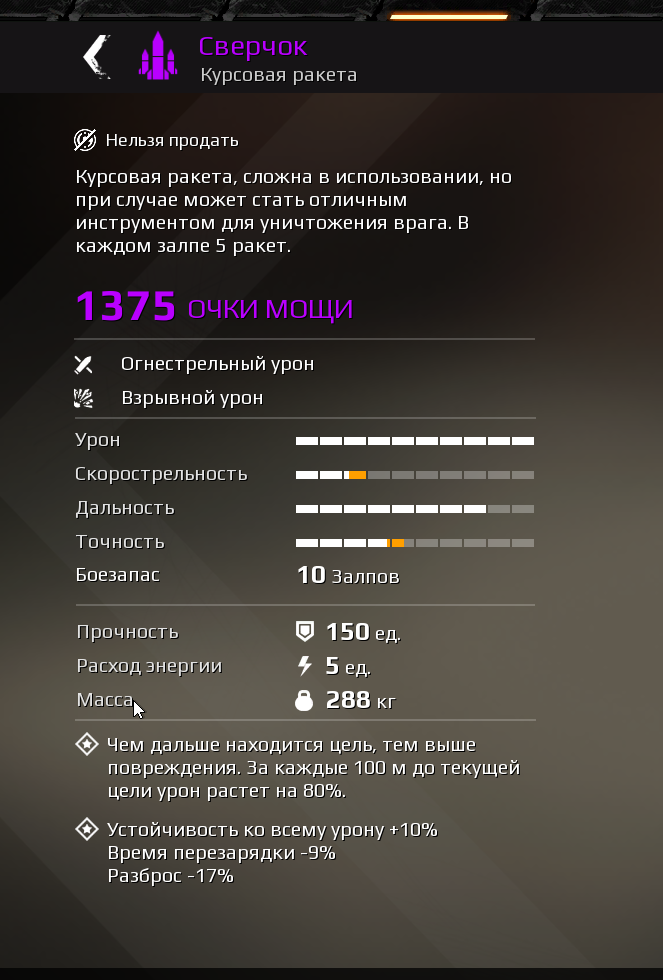 Сверчок
Курсовая ракета
Нельзя продать
Курсовая ракета, сложна в использовании, но
при случае может стать отличным
инструментом для уничтожения врага. В
каждом залпе 5 ракет.
1375 ОЧКИ МОЩИ
Огнестрельный урон
Взрывной урон
Урон
Скорострельность
Дальность
Точность
Боезапас 10 Залпов
Прочность 150 ед.
Расход энергии 5 ед.
Масса 288 кг
Чем дальше находится цель, тем выше
повреждения. За каждые 100 м до текущей
цели урон растет на 80%.
Устойчивость ко всему урону +10%
Время перезарядки -9%
Разброс -17%